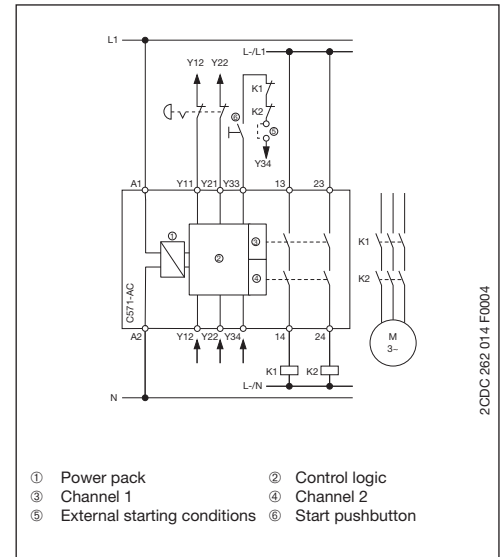 L1
L-/L1
Y12 Y22
K1
K2
⑥
⑤
Y34
A1 Y11 Y21 Y33 13 23
①
②
③
④
C571-AC
K1
K2
A2 Y12 Y22 Y34 14 24
M
3~
K1 K2
L-/N
N
2CDC 262 014 F0004
① Power pack ② Control logic
③ Channel 1 ④ Channel 2
⑤ External starting conditions ⑥ Start pushbutton